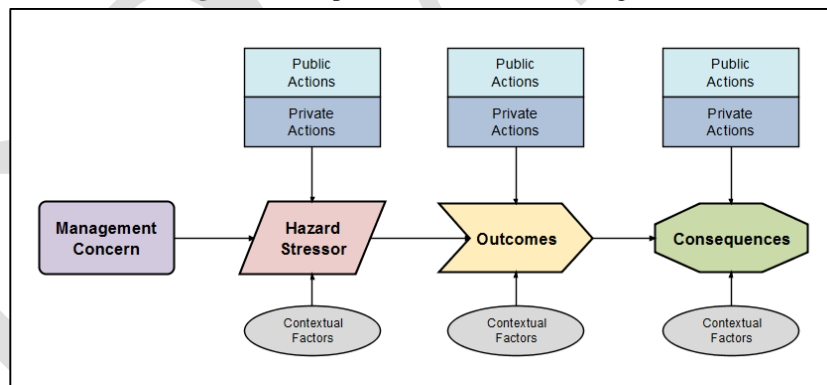 Public
Actions
Private
Actions
Public
Actions
Private
Actions
Public
Actions
Private
Actions
Management
Concern
Hazard
Stressor
Outcomes
Consequences
Contextual
Factors
Contextual
Factors
Contextual
Factors